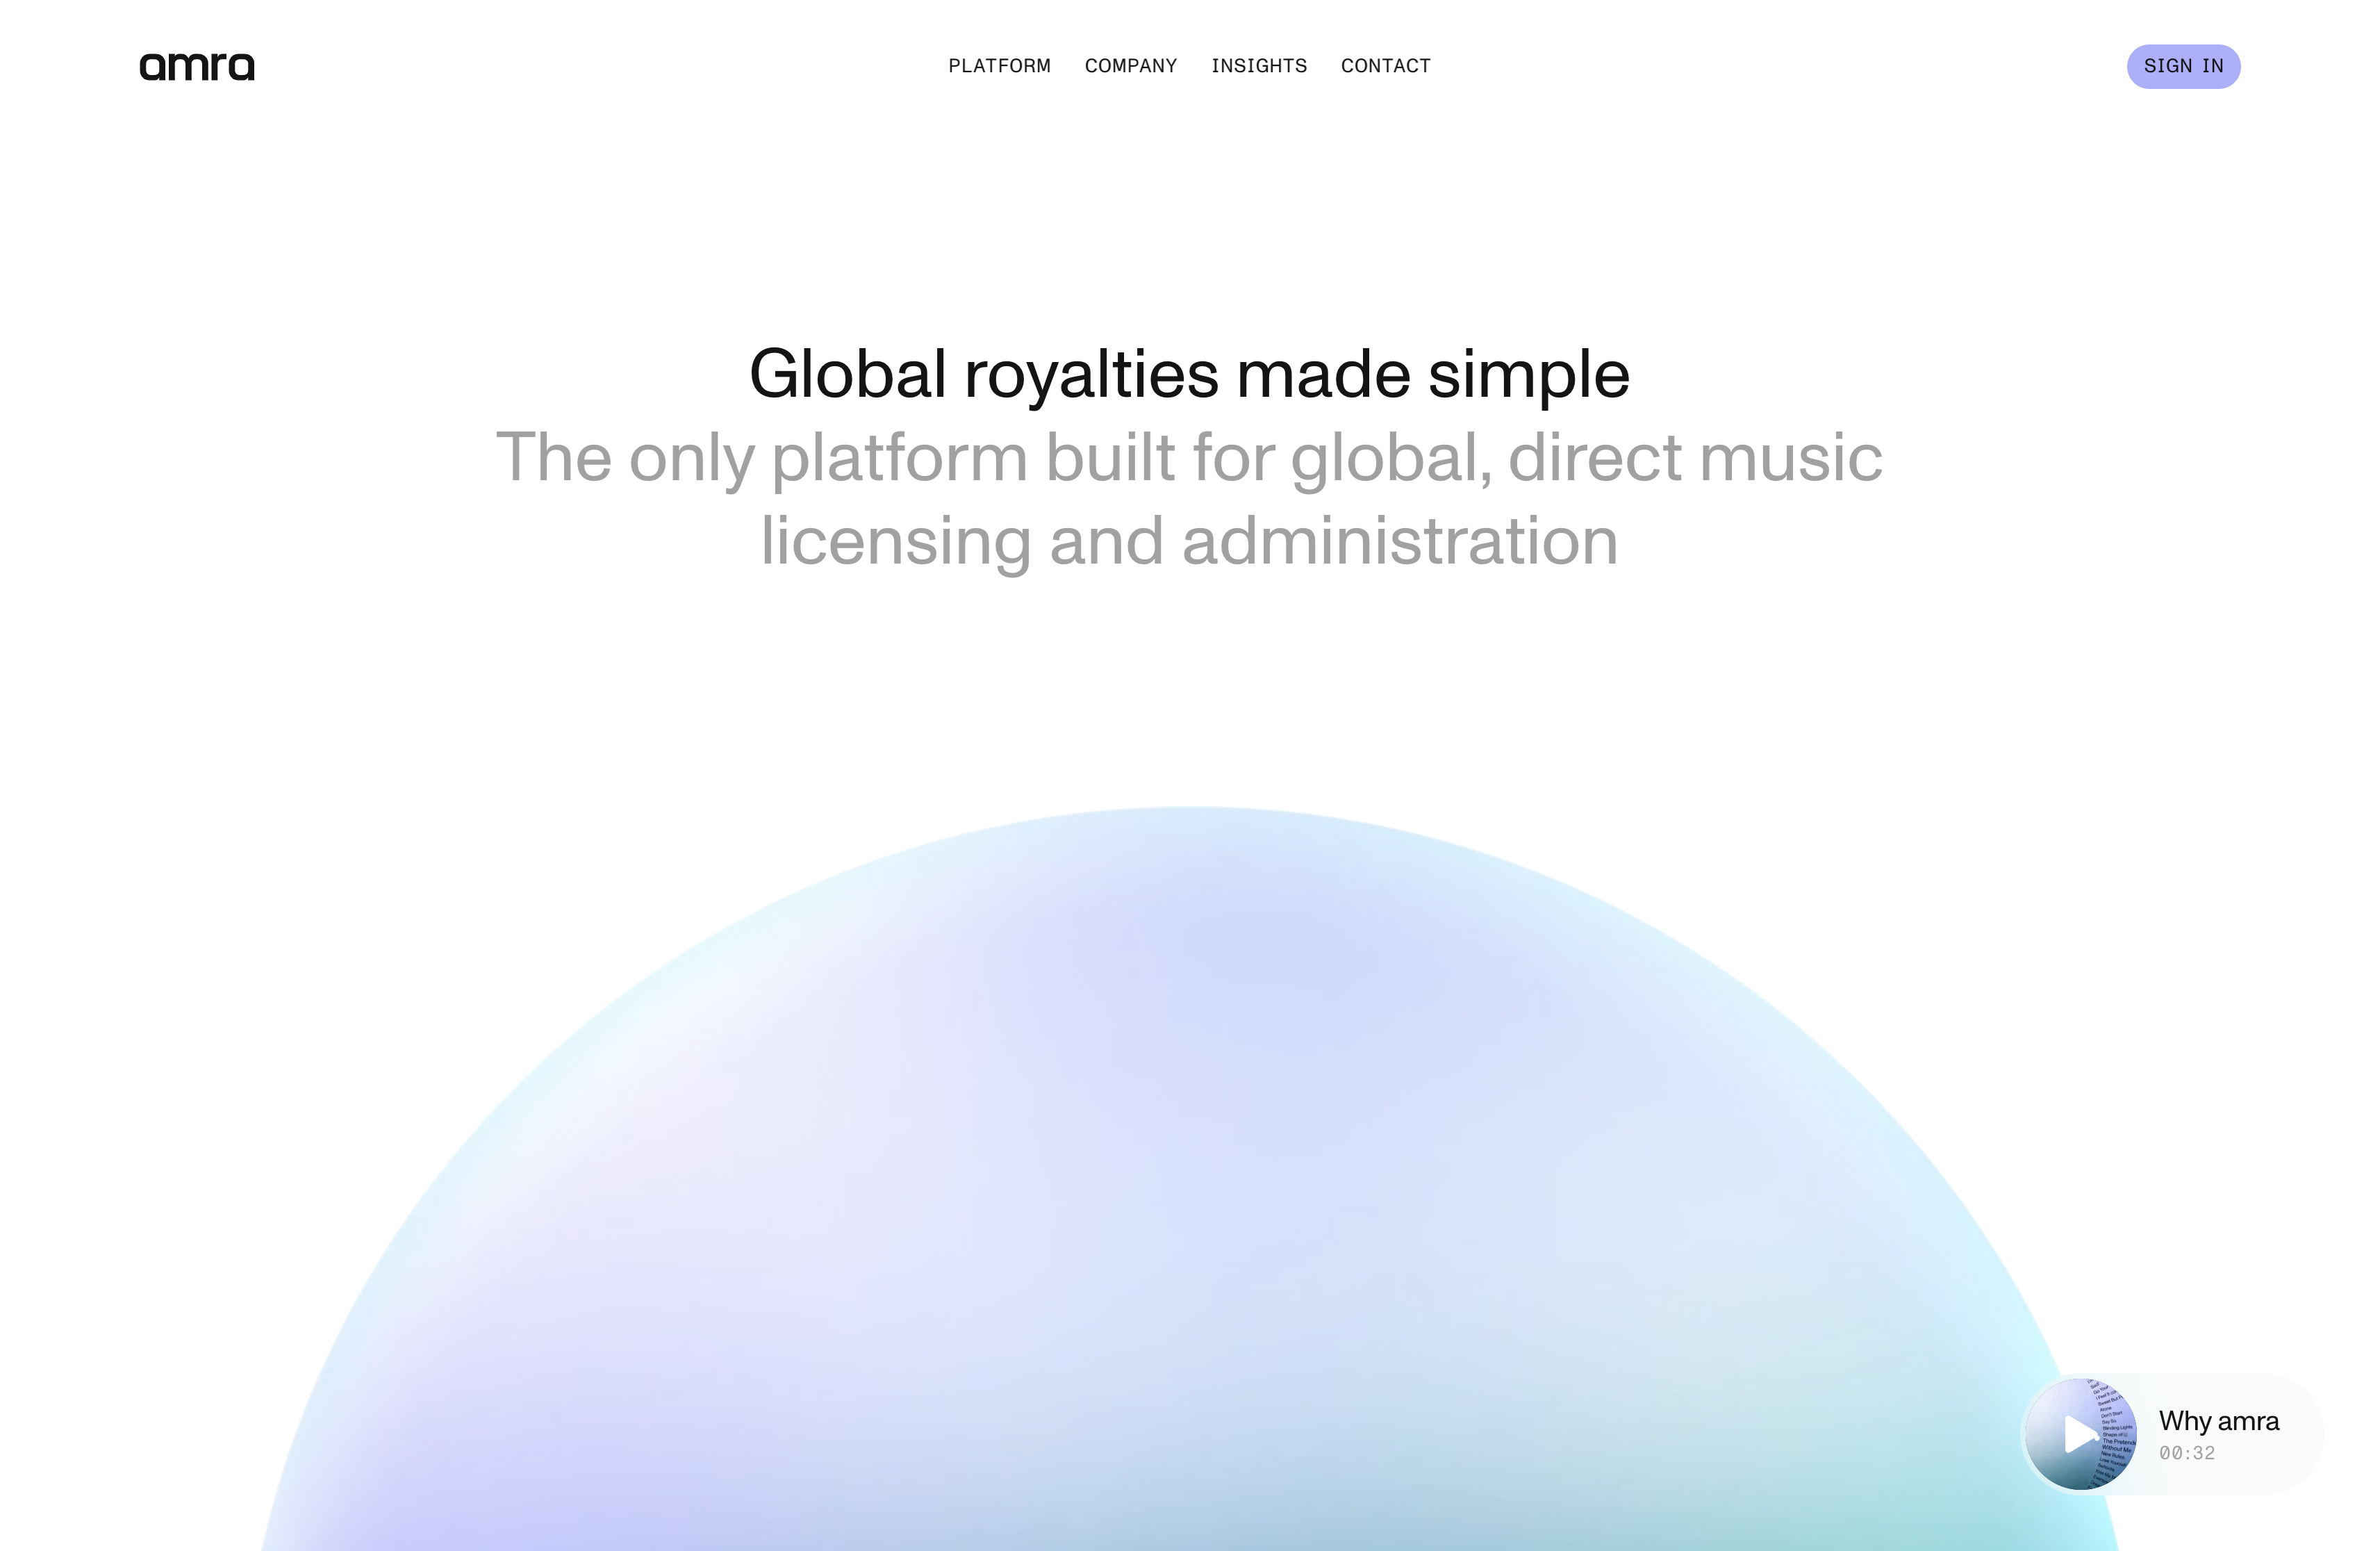 amra
PLATFORM COMPANY INSIGHTS CONTACT
SIGN IN
Global royalties made simple
The only platform built for global, direct music
licensing and administration
Why amra
00:32